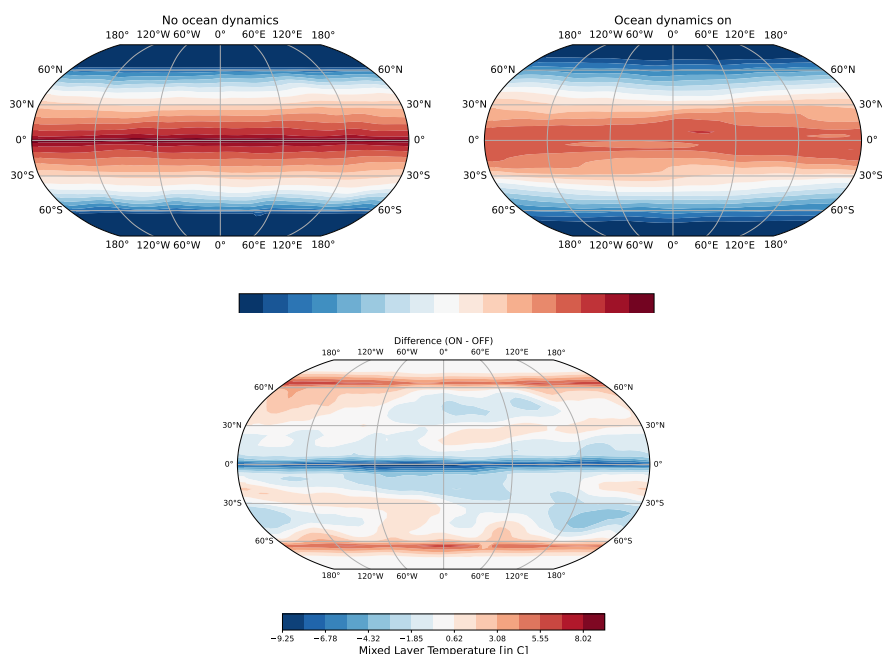 No ocean dynamics
Ocean dynamics on
180° 120°W 60°W 0° 60°E 120°E 180°
180° 120°W 60°W 0° 60°E 120°E 180°
60°N 60°N
60°N 60°N
30°N 30°N
30°N 30°N
0° 0°
0° 0°
30°S 30°S
30°S 30°S
60°S 60°S
60°S 60°S
180° 120°W 60°W 0° 60°E 120°E 180°
180° 120°W 60°W 0° 60°E 120°E 180°
Difference (ON - OFF)
180° 120°W 60°W 0° 60°E 120°E 180°
60°N 60°N
30°N 30°N
0° 0°
30°S 30°S
60°S 60°S
180° 120°W 60°W 0° 60°E 120°E 180°
−9.25 −6.78 −4.32 −1.85 0.62 3.08 5.55 8.02
Mixed Layer Temperature [in C]